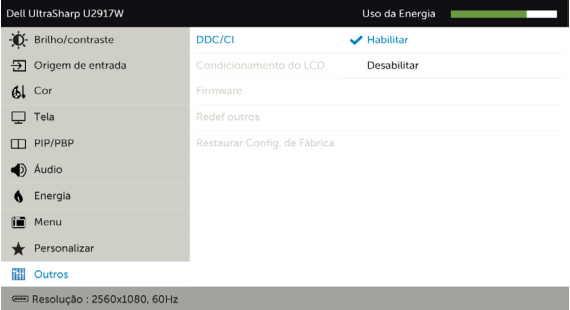 Dell UltraSharp U2917W Uso da Energia
Brilho/contraste DDC/CI Habilitar
Origem de entrada Condicionamento do LCD Desabilitar
Cor Firmware
Tela Redef outros
PIP/PBP Restaurar Config. de Fábrica
Áudio
Energia
Menu
Personalizar
Outros
Resolução : 2560x1080, 60Hz